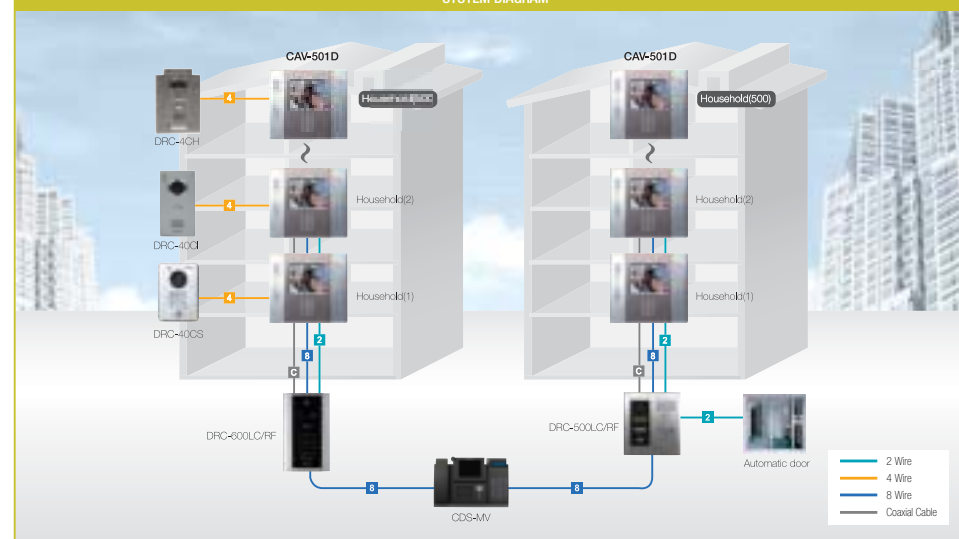 SYSTEM DIAGRAM
CAV-501D
CAV-501D
4
DRC-4CH
Household(500)
4
Household(2)
Household(2)
DRC-40CI
4
Household(1)
Household(1)
DRC-40CS
2
8
C
2
8
C
DRC-600LC/RF
DRC-500LC/RF
2
Automatic door
8
8
CDS-MV
2 Wire
4 Wire
8 Wire
Coaxial Cable